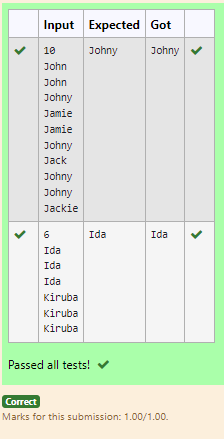 Input Expected Got
10 Johny Johny
John
John
Johny
Jamie
Jamie
Johny
Jack
Johny
Johny
Jackie
6 Ida Ida
Ida
Ida
Ida
Kiruba
Kiruba
Kiruba
Passed all tests!
Correct
Marks for this submission: 1.00/1.00.